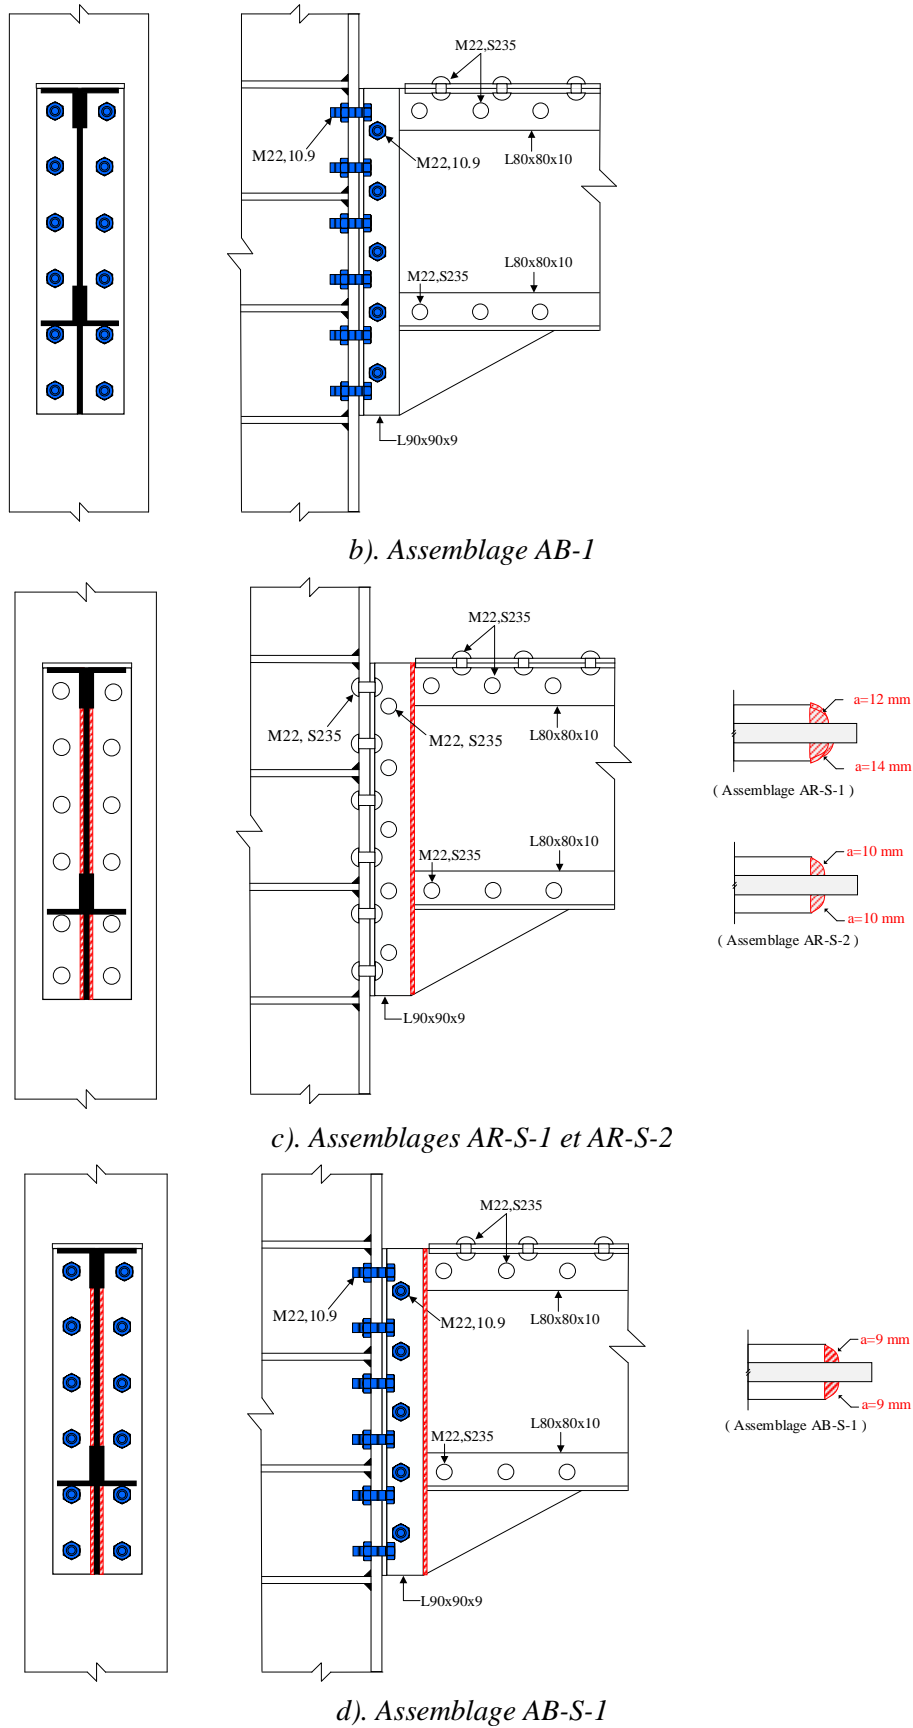 M22,S235
M22,10.9
M22,10.9
L80x80x10
L80x80x10
M22,S235
L90x90x9
b). Assemblage AB-1
M22,S235
M22, S235
M22, S235
L80x80x10
L80x80x10
M22,S235
L90x90x9
a=12 mm
a=14 mm
( Assemblage AR-S-1 )
a=10 mm
a=10 mm
( Assemblage AR-S-2 )
c). Assemblages AR-S-1 et AR-S-2
M22,S235
M22,10.9
M22,10.9
L80x80x10
L80x80x10
M22,S235
L90x90x9
a=9 mm
a=9 mm
( Assemblage AB-S-1 )
d). Assemblage AB-S-1